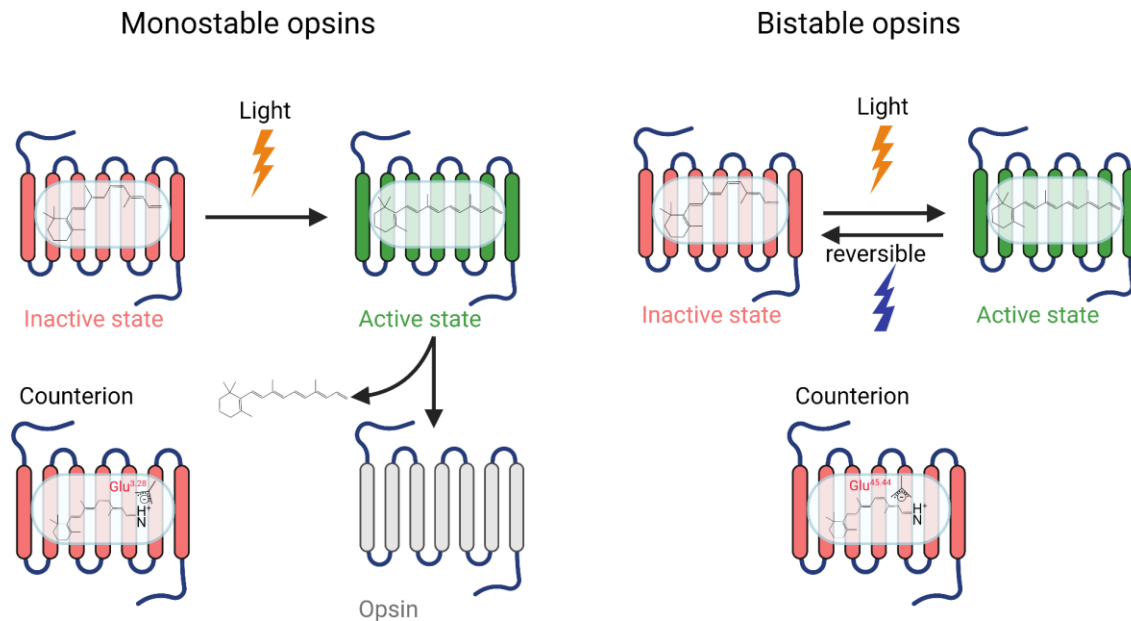 Monostable opsins
Bistable opsins
Light
Light
reversible
Inactive state
Active state
Inactive state
Active state
Counterion
Counterion
Glu3.28
H+
N
Glu45.44
H+
N
Opsin